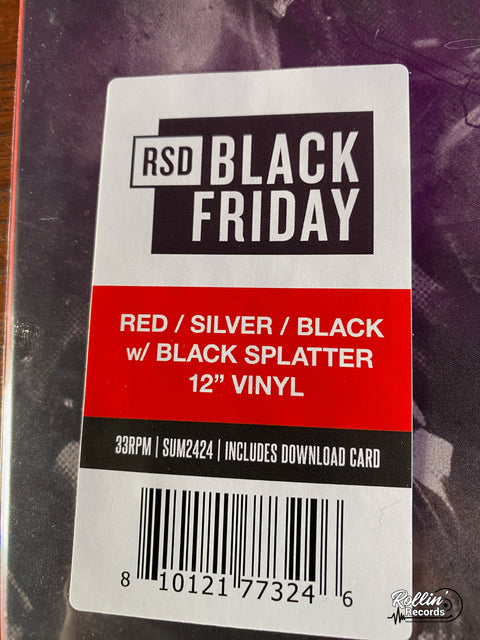 RSD BLACK
FRIDAY
RED / SILVER / BLACK
w/ BLACK SPLATTER
12” VINYL
33RPM | SUM2424 | INCLUDES DOWNLOAD CARD
8 10121 77324 6
Rollin'
Records